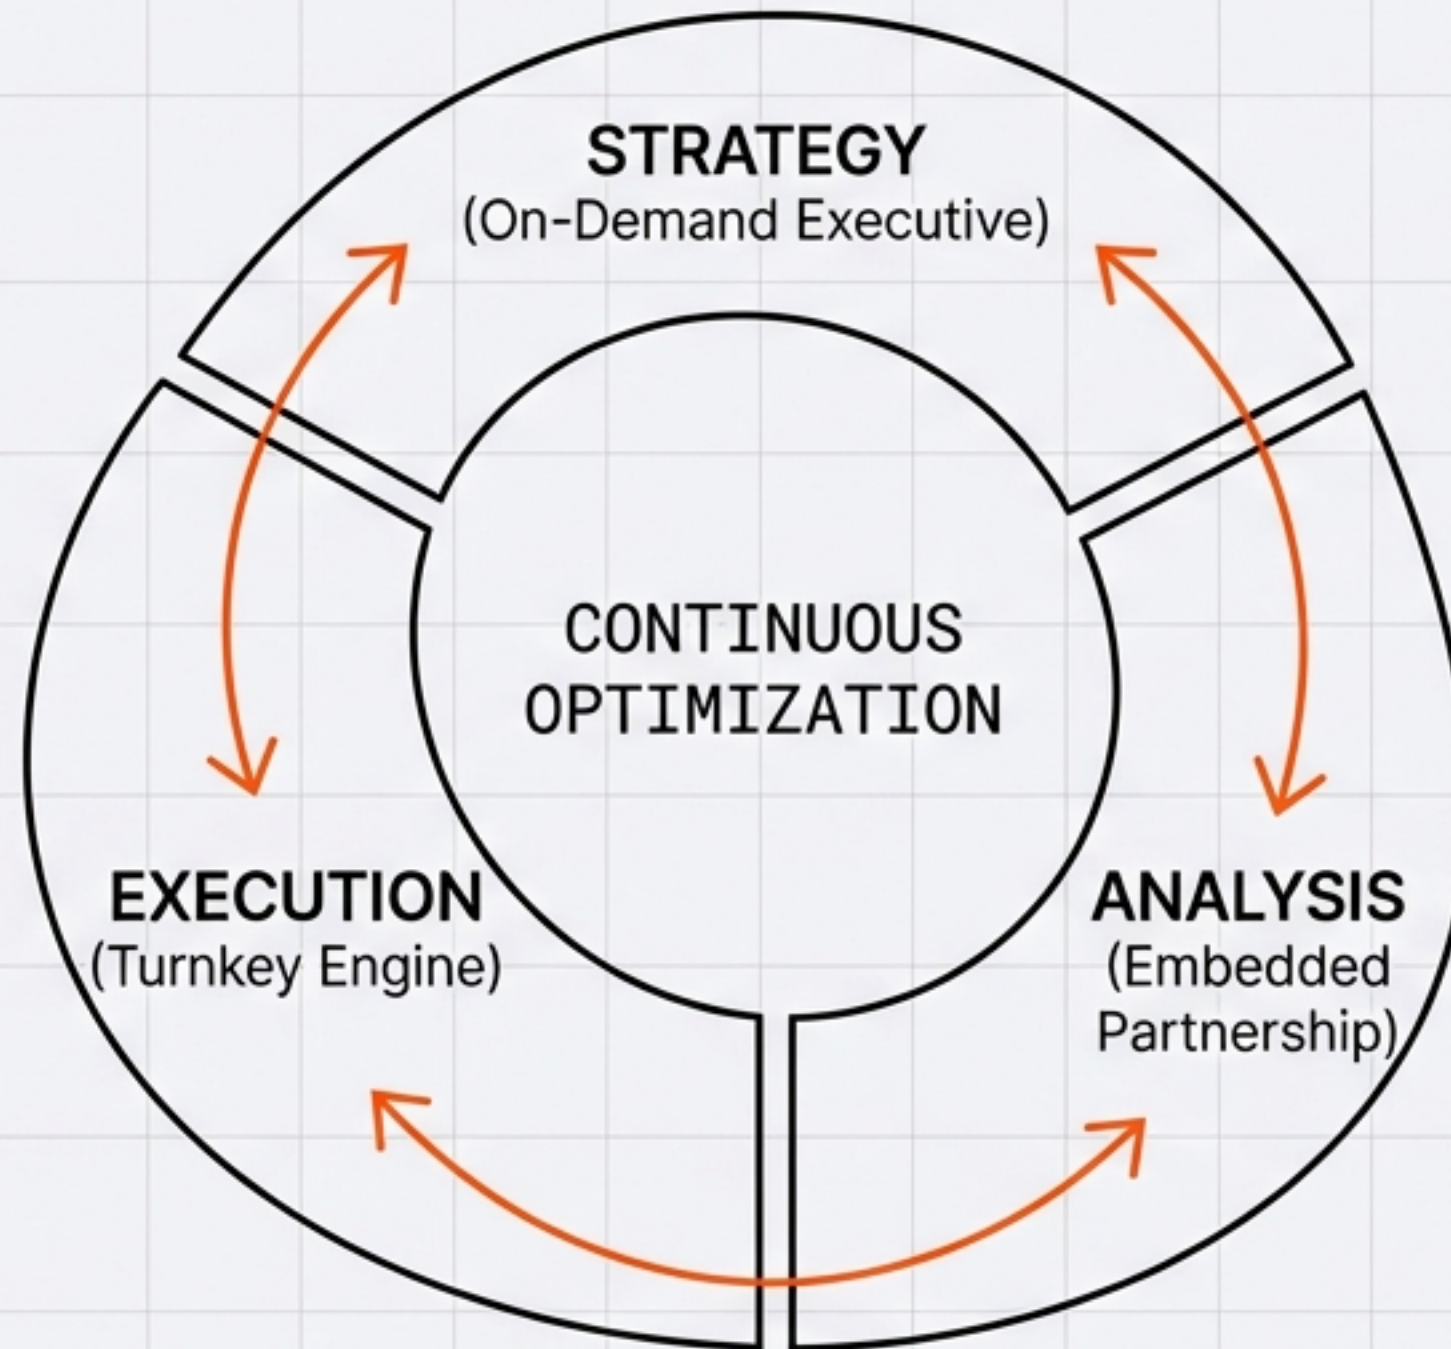 STRATEGY
(On-Demand Executive)
CONTINUOUS
OPTIMIZATION
EXECUTION
(Turnkey Engine)
ANALYSIS
(Embedded
Partnership)